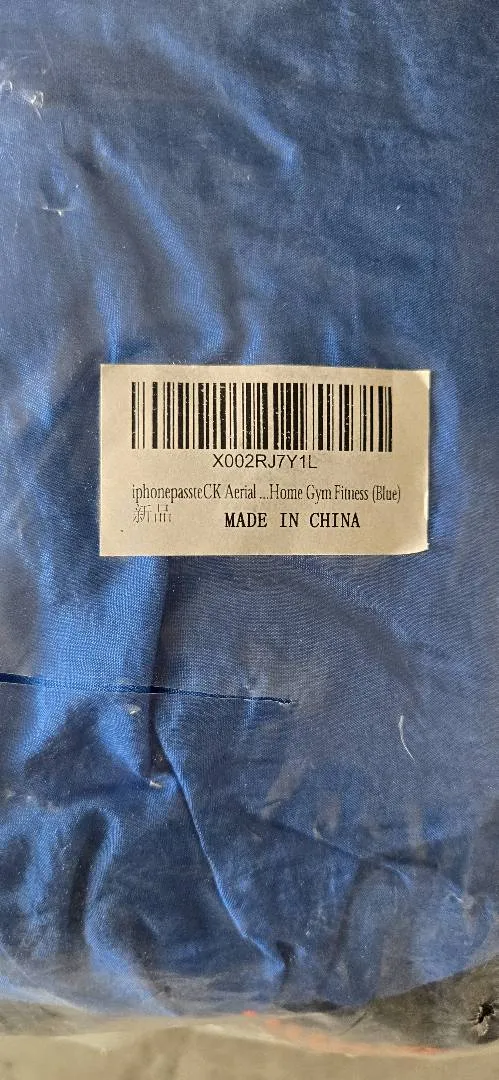 X002RJ7Y1L
iphonepassteCK Aerial ...Home Gym Fitness (Blue)
新品 MADE IN CHINA